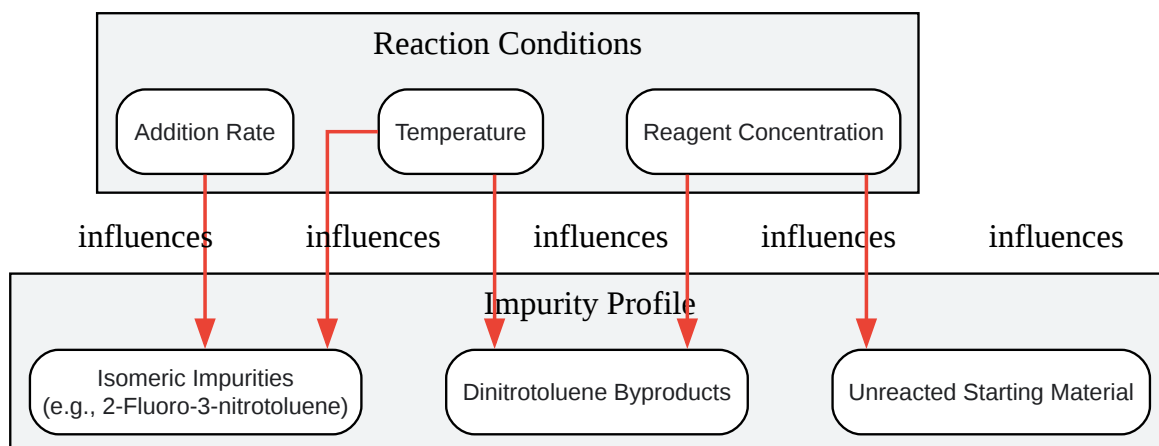 Reaction Conditions
Addition Rate
Temperature
Reagent Concentration
influences
influences
influences
influences
influences
Impurity Profile
Isomeric Impurities
(e.g., 2-Fluoro-3-nitrotoluene)
Dinitrotoluene Byproducts
Unreacted Starting Material